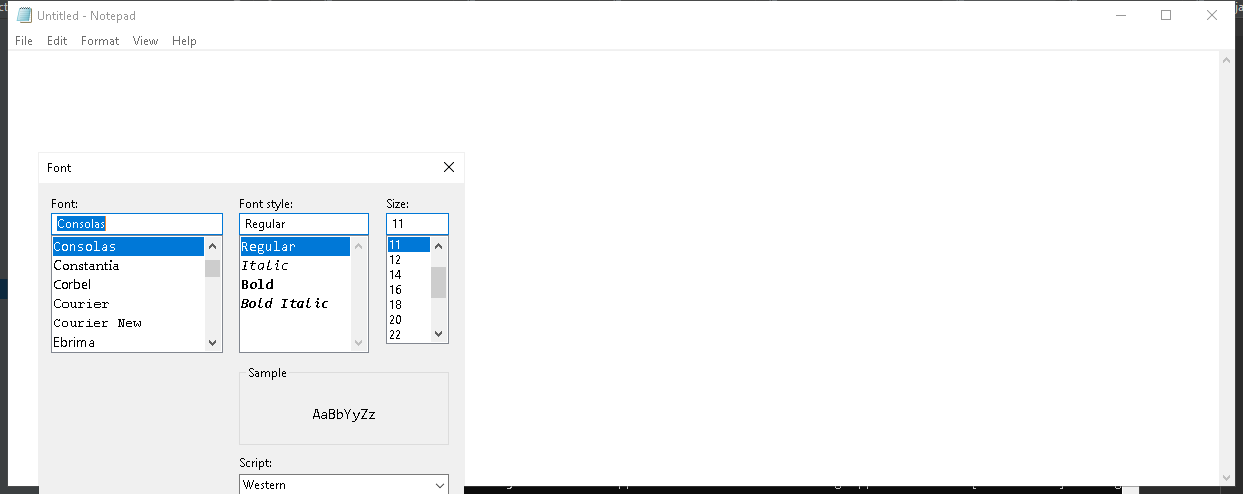 Untitled - Notepad
File Edit Format View Help
Font
Font: Font style: Size:
Consolas Regular 11
Consolas Regular 11
Constantia Italic 12
Corbel Bold 14
Courier Bold Italic 16
Courier New 18
Ebrima 20
22
Sample
AaBbYyZz
Script:
Western